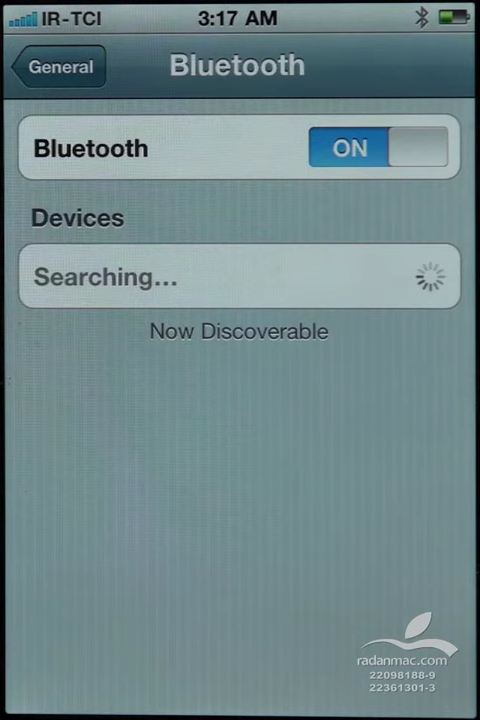 IR-TCI 3:17 AM
General Bluetooth
Bluetooth ON
Devices
Searching...
Now Discoverable
radanmac.com
22098188-9
22361301-3